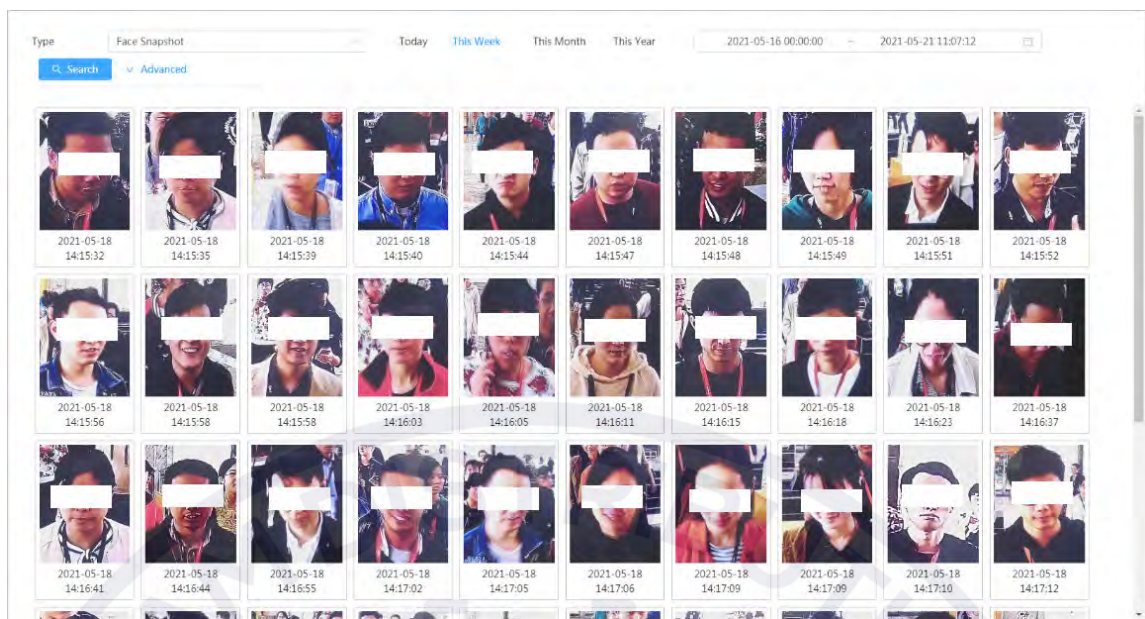 Type Face Snapshot Today This Week This Month This Year 2021-05-16 00:00:00 – 2021-05-21 11:07:12
Search Advanced
2021-05-18 2021-05-18 2021-05-18 2021-05-18 2021-05-18 2021-05-18 2021-05-18 2021-05-18 2021-05-18 2021-05-18
14:15:32 14:15:35 14:15:39 14:15:40 14:15:44 14:15:47 14:15:48 14:15:49 14:15:51 14:15:52
2021-05-18 2021-05-18 2021-05-18 2021-05-18 2021-05-18 2021-05-18 2021-05-18 2021-05-18 2021-05-18 2021-05-18
14:15:56 14:15:58 14:15:58 14:16:03 14:16:05 14:16:11 14:16:15 14:16:18 14:16:23 14:16:37
2021-05-18 2021-05-18 2021-05-18 2021-05-18 2021-05-18 2021-05-18 2021-05-18 2021-05-18 2021-05-18 2021-05-18
14:16:41 14:16:44 14:16:55 14:17:02 14:17:05 14:17:06 14:17:09 14:17:09 14:17:10 14:17:12